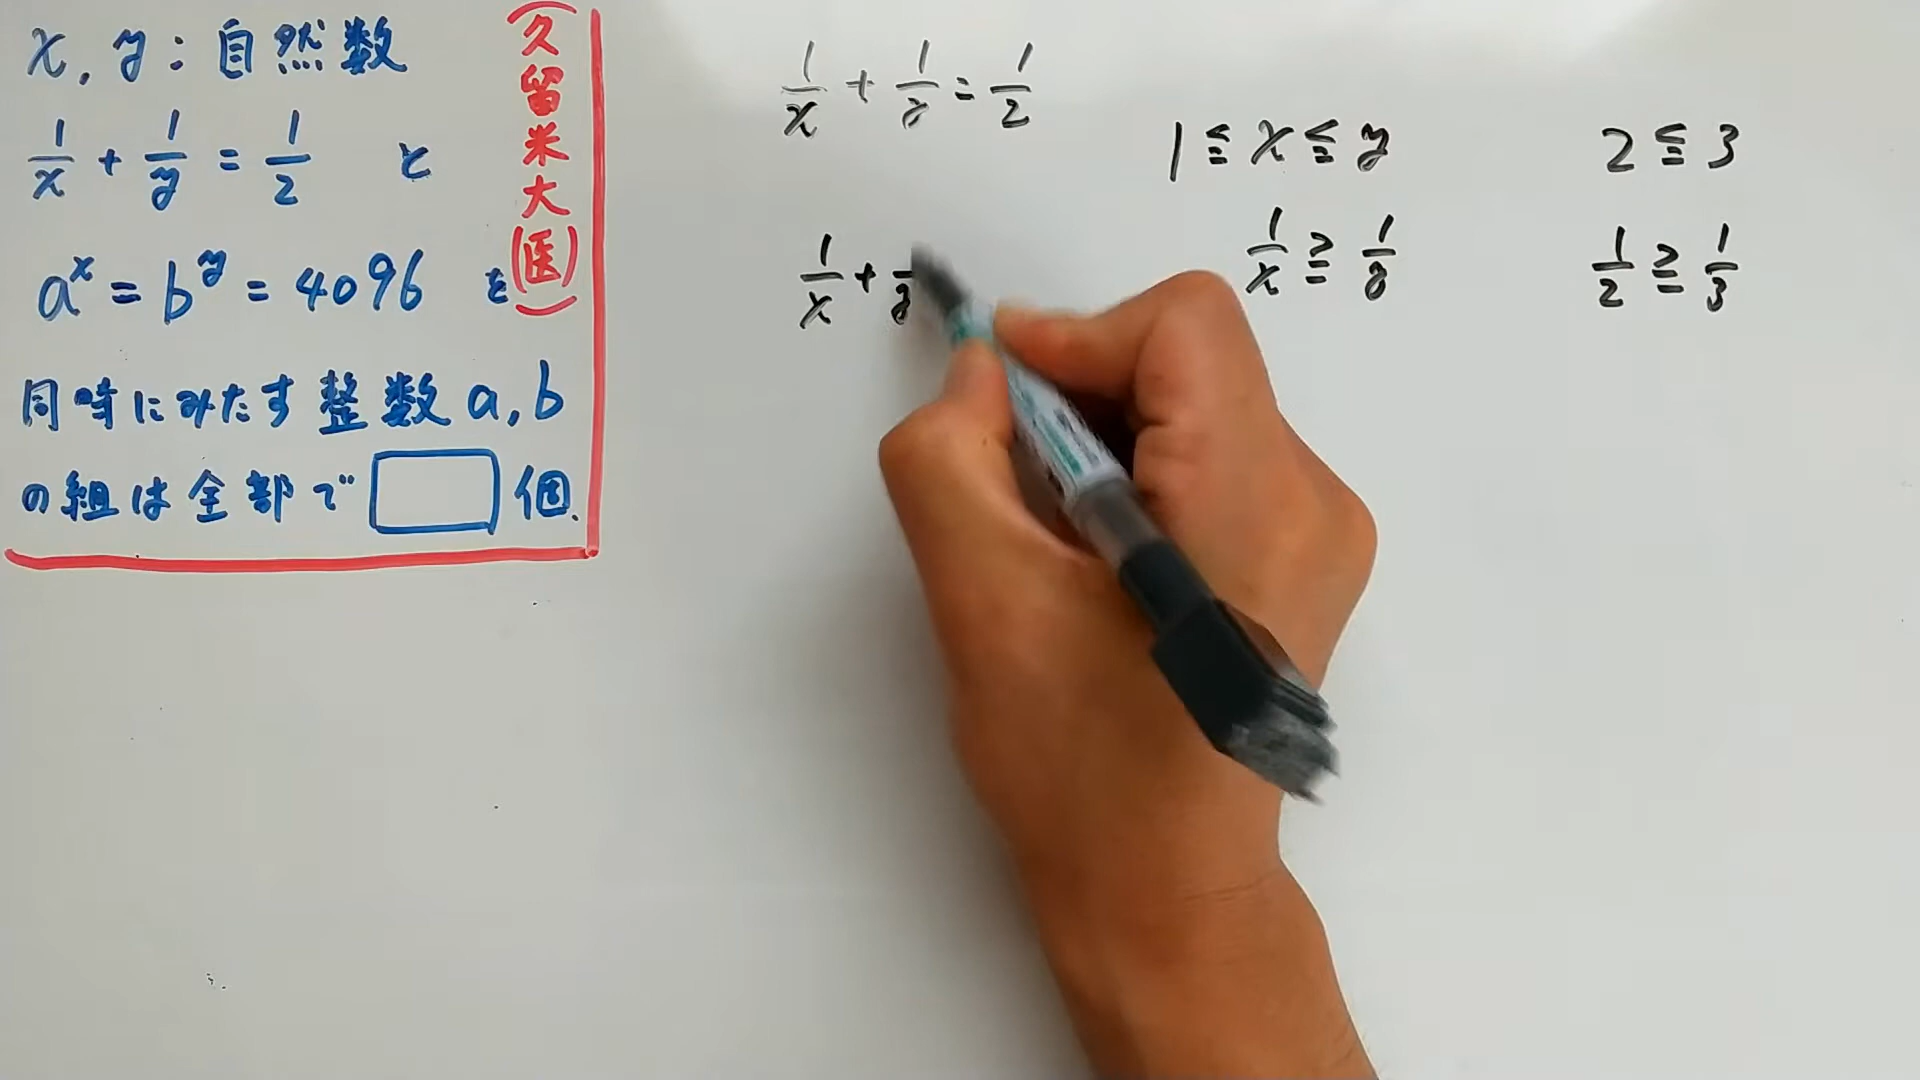 x, y : 自然数
1/x + 1/y = 1/2 と
a^x = b^y = 4096 を
同時にみたす整数 a, b
の組は全部で □ 個.
(久留米大(医))
1/x + 1/y = 1/2
1 ≦ x ≦ y
1/x ≧ 1/y
2 ≦ 3
1/2 ≧ 1/3
1/x + 1/y